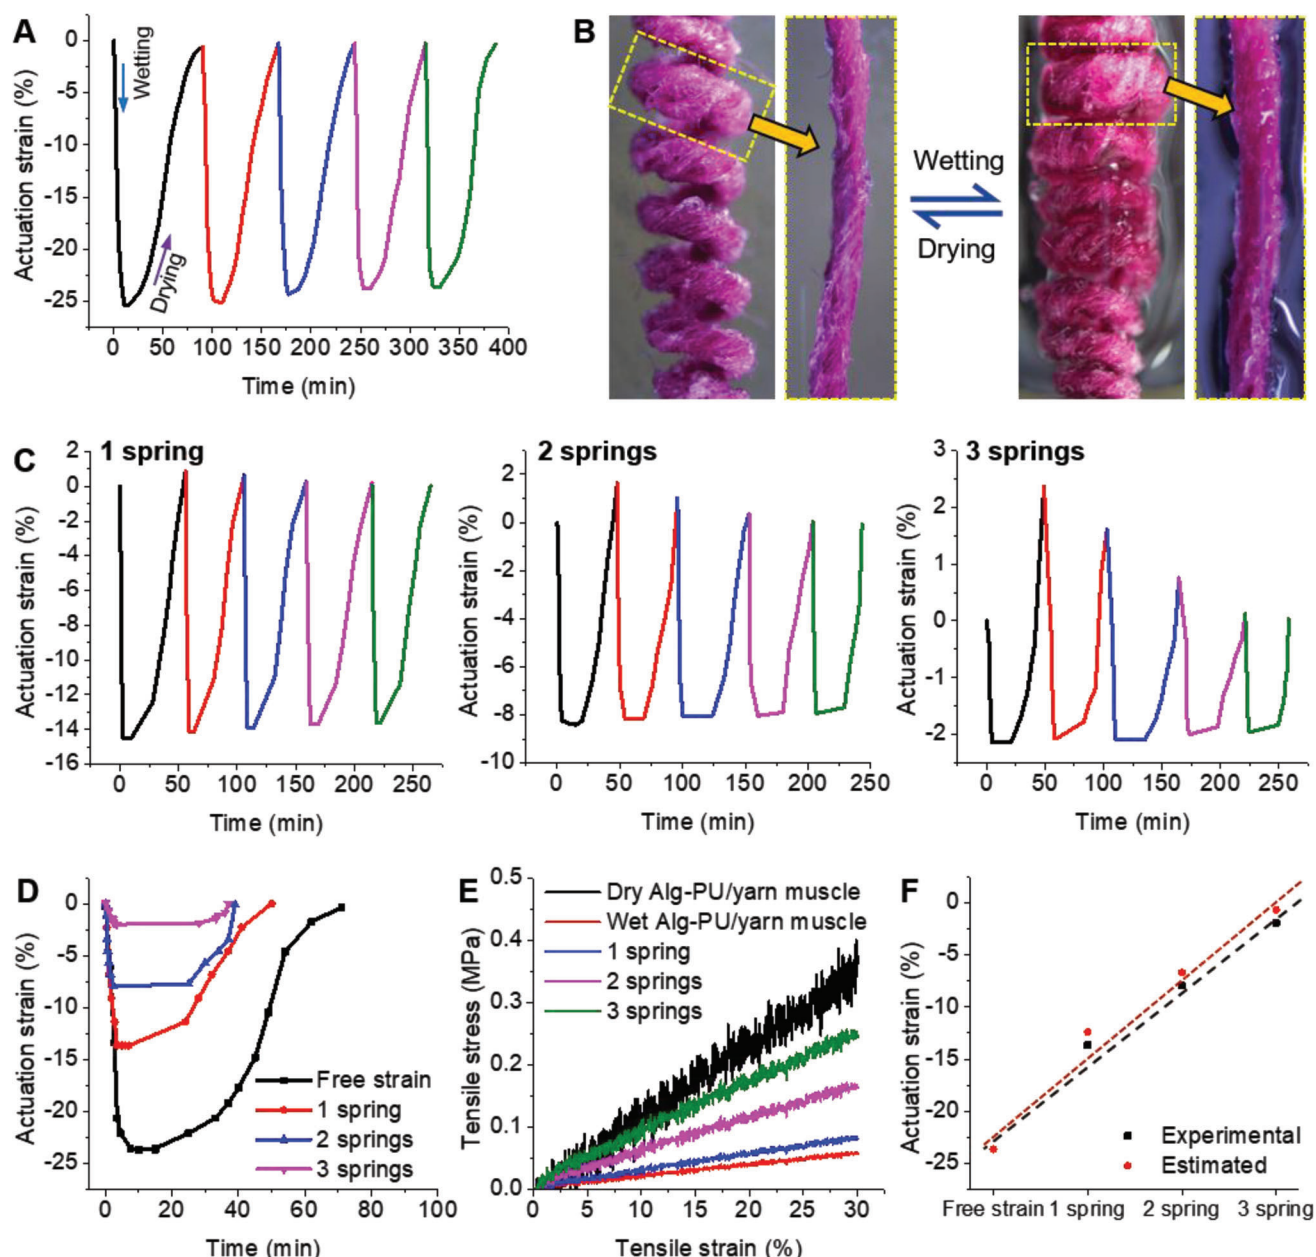 A
Actuation strain (%)
0
-5
-10
-15
-20
-25
Wetting
Drying
0 50 100 150 200 250 300 350 400
Time (min)
B
Wetting
Drying
C
1 spring
Actuation strain (%)
2
0
-2
-4
-6
-8
-10
-12
-14
-16
0 50 100 150 200 250
Time (min)
2 springs
Actuation strain (%)
2
0
-2
-4
-6
-8
-10
0 50 100 150 200 250
Time (min)
3 springs
Actuation strain (%)
3
2
1
0
-1
-2
0 50 100 150 200 250
Time (min)
D
Actuation strain (%)
0
-5
-10
-15
-20
-25
Free strain
1 spring
2 springs
3 springs
0 20 40 60 80 100
Time (min)
E
Tensile stress (MPa)
0.5
0.4
0.3
0.2
0.1
0.0
Dry Alg-PU/yarn muscle
Wet Alg-PU/yarn muscle
1 spring
2 springs
3 springs
0 5 10 15 20 25 30
Tensile strain (%)
F
Actuation strain (%)
0
-5
-10
-15
-20
-25
Experimental
Estimated
Free strain 1 spring 2 spring 3 spring